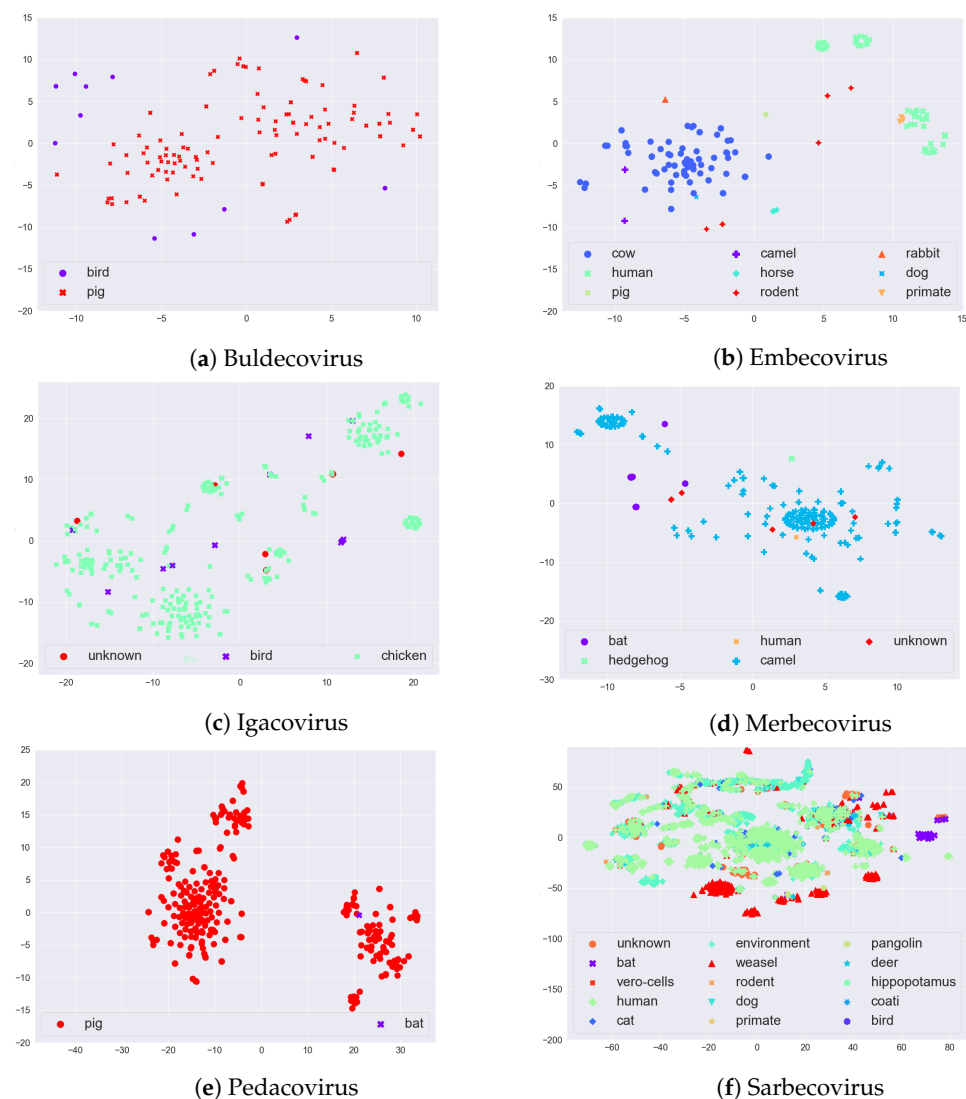 15
10
5
0
−5
−10
−15
−20
−10
−5
0
5
10
bird
pig
(a) Buldecovirus
15
10
5
0
−5
−10
−15
−20
−10
−5
0
5
10
15
cow
camel
rabbit
human
horse
dog
pig
rodent
primate
(b) Embecovirus
20
10
0
−10
−20
−20
−10
0
10
20
unknown
bird
chicken
(c) Igacovirus
20
10
0
−10
−20
−30
−10
−5
0
5
10
bat
human
unknown
hedgehog
camel
(d) Merbecovirus
25
20
15
10
5
0
−5
−10
−15
−20
−40
−30
−20
−10
0
10
20
30
pig
bat
(e) Pedacovirus
50
0
−50
−100
−150
−200
−60
−40
−20
0
20
40
60
80
unknown
environment
pangolin
bat
weasel
deer
vero-cells
rodent
hippopotamus
human
dog
coati
cat
primate
bird
(f) Sarbecovirus